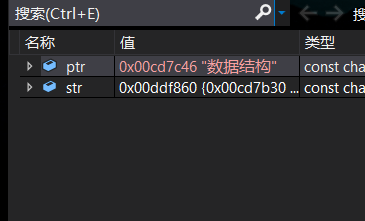 搜索(Ctrl+E) 搜
名称 值 类型
ptr 0x00cd7c46 "数据结构" const cha
str 0x00ddf860 {0x00cd7b30 ... const cha